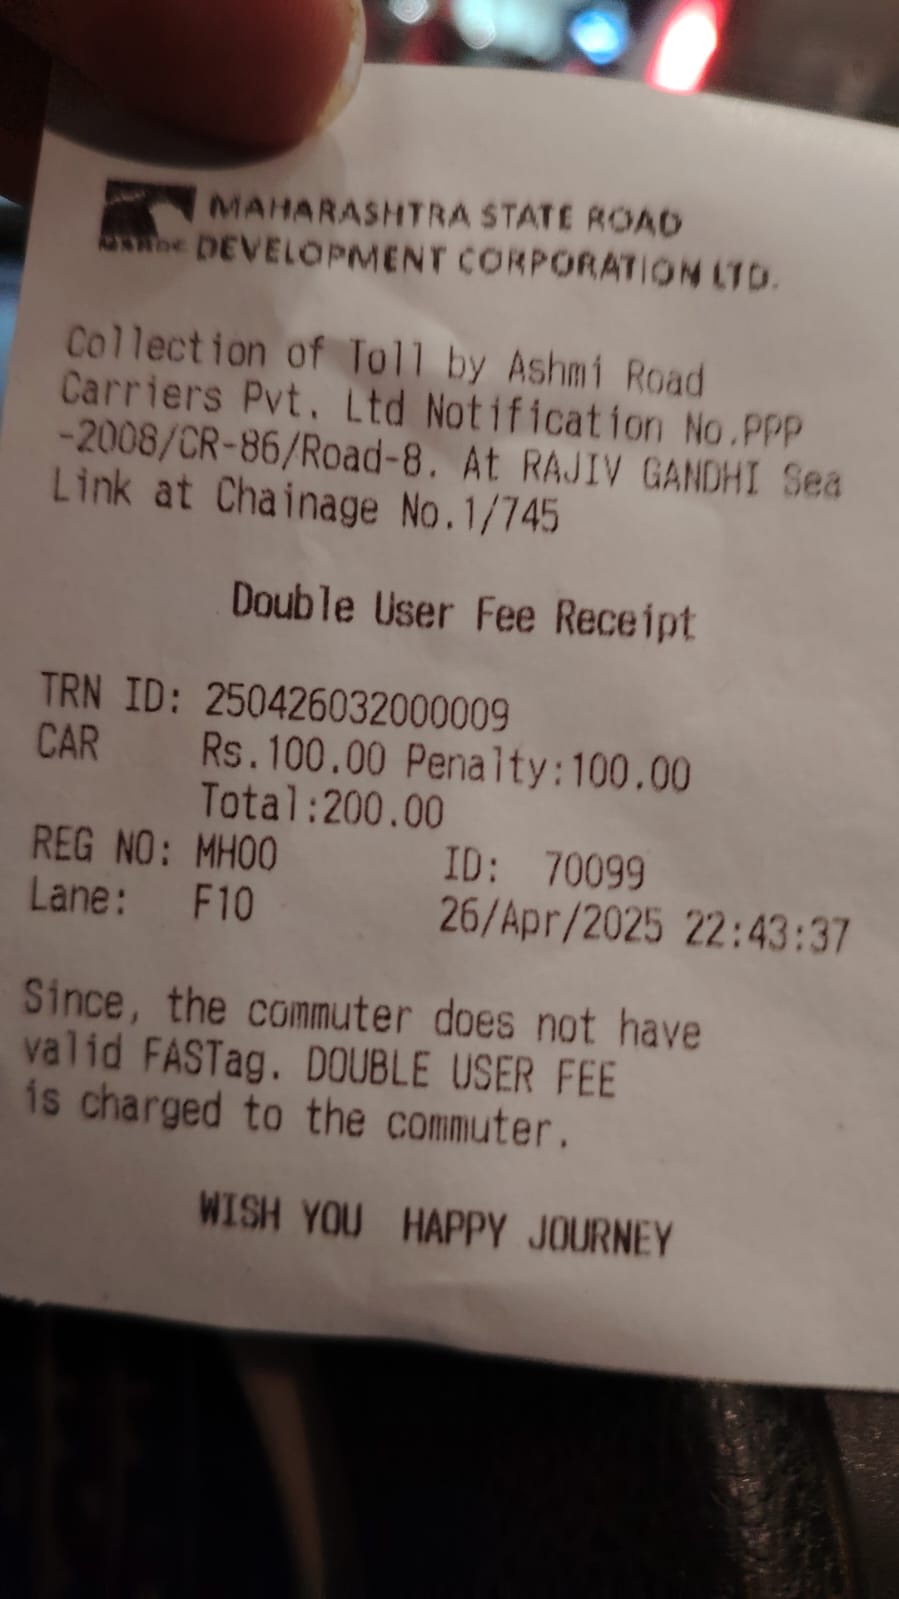 MAHARASHTRA STATE ROAD
MSRDC DEVELOPMENT CORPORATION LTD.
Collection of Toll by Ashmi Road
Carriers Pvt. Ltd Notification No.PPP
-2008/CR-86/Road-8. At RAJIV GANDHI Sea
Link at Chainage No.1/745
Double User Fee Receipt
TRN ID: 250426032000009
CAR Rs.100.00 Penalty:100.00
Total:200.00
REG NO: MH00 ID: 70099
Lane: F10 26/Apr/2025 22:43:37
Since, the commuter does not have
valid FASTag. DOUBLE USER FEE
is charged to the commuter.
WISH YOU HAPPY JOURNEY